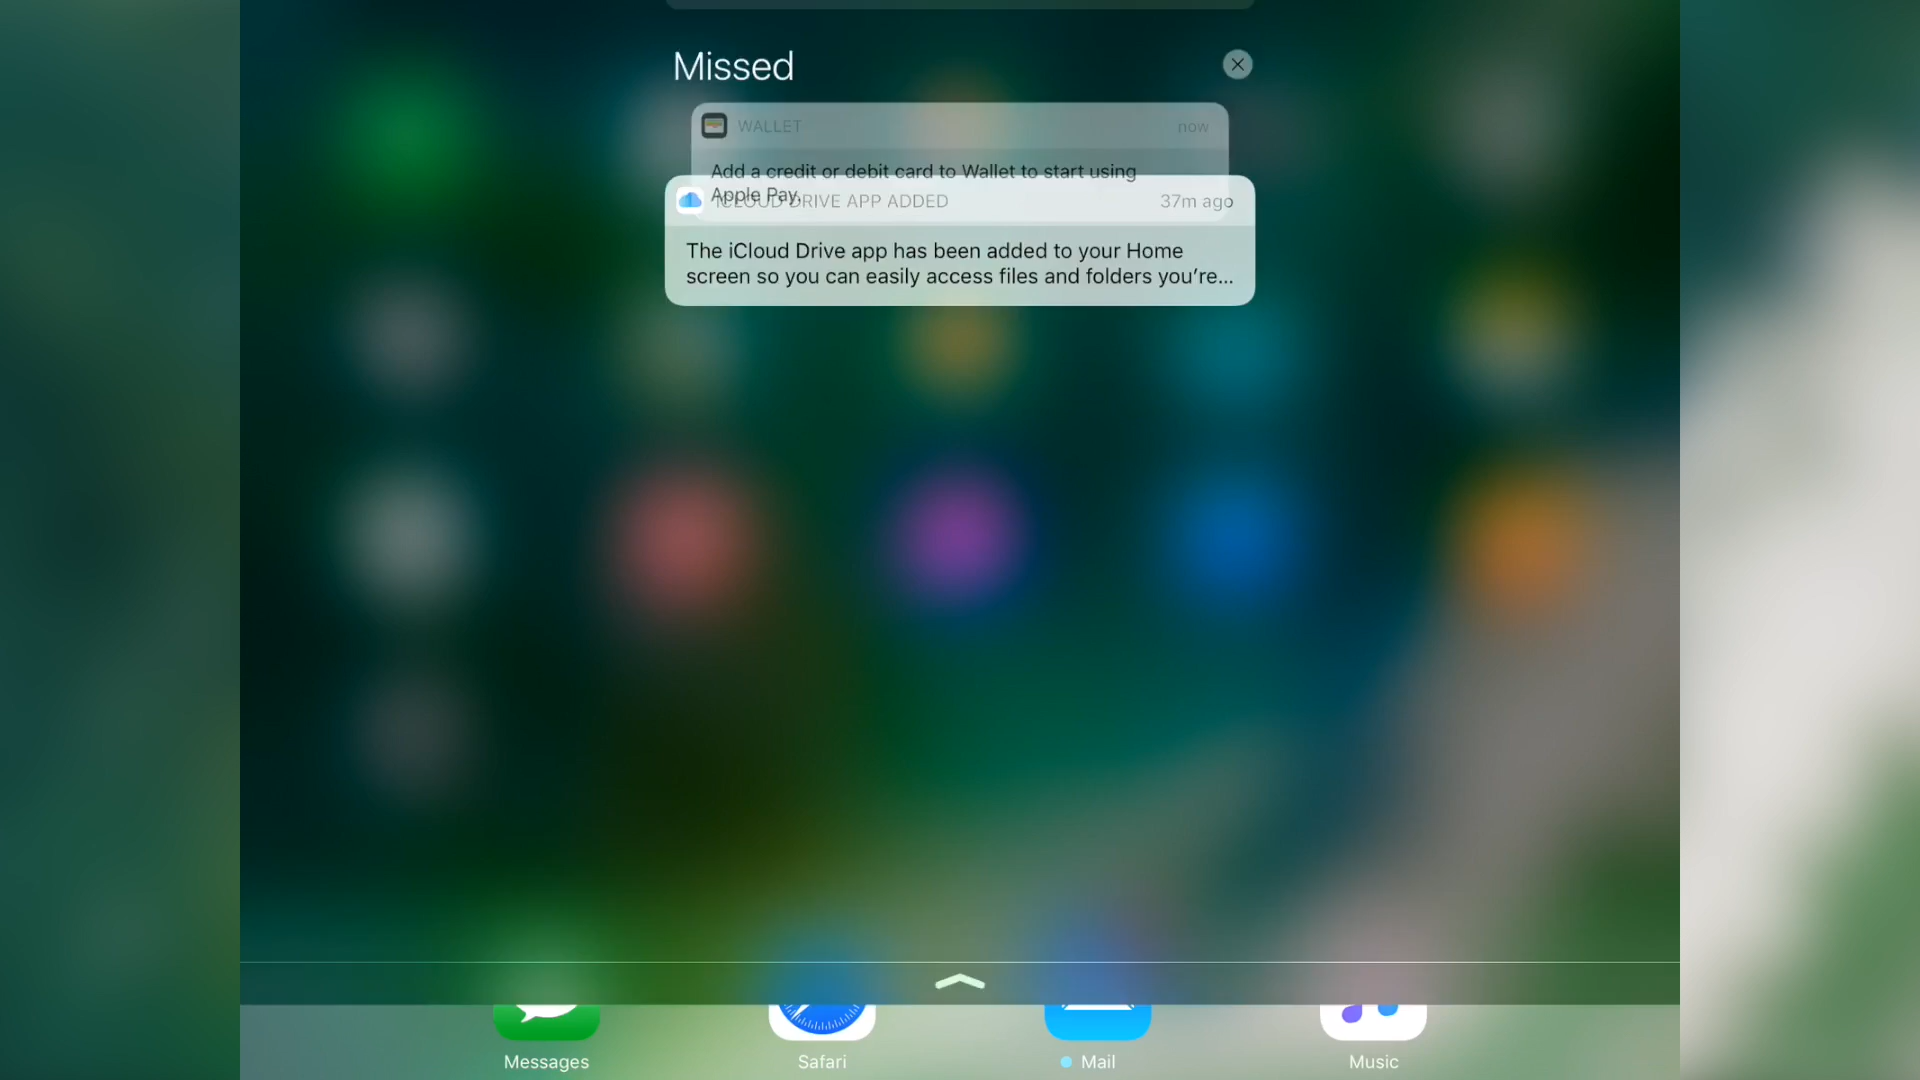 Missed
WALLET
now
Add a credit or debit card to Wallet to start using
Apple Pay.
ICLOUD DRIVE APP ADDED
37m ago
The iCloud Drive app has been added to your Home
screen so you can easily access files and folders you're...
Messages
Safari
Mail
Music